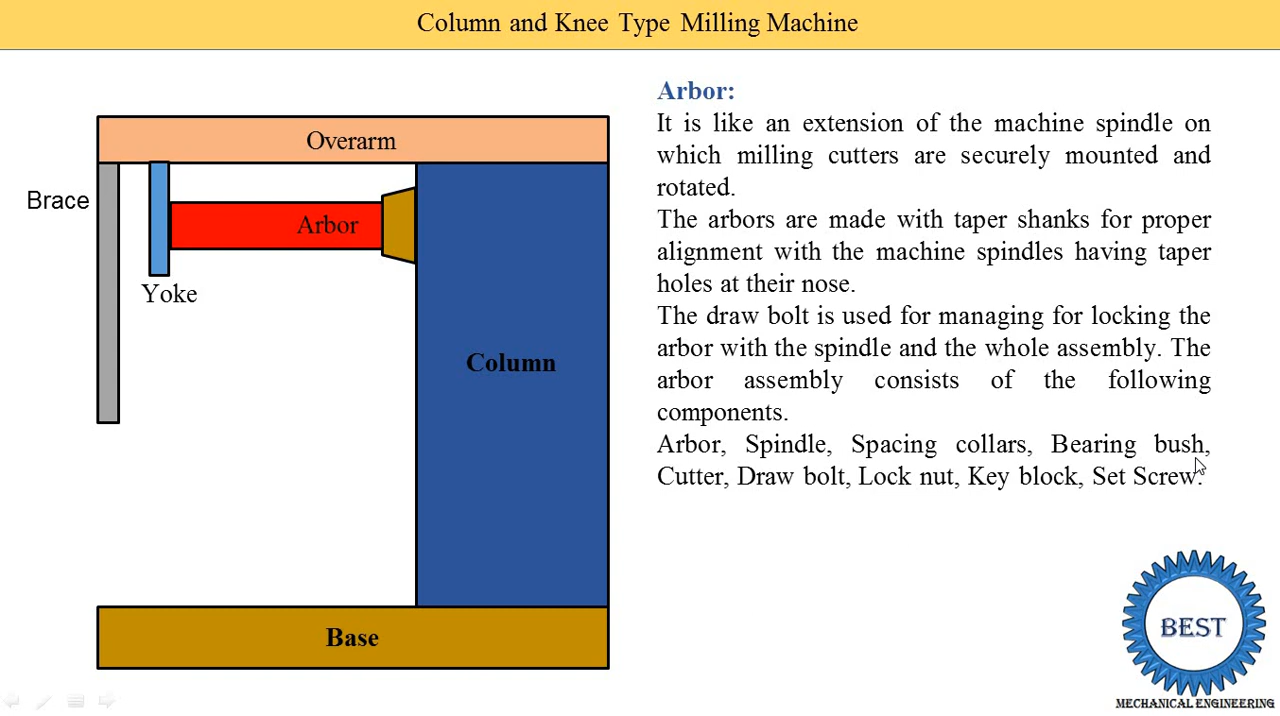 Column and Knee Type Milling Machine
Overarm
Brace
Arbor
Yoke
Column
Base
Arbor:
It is like an extension of the machine spindle on
which milling cutters are securely mounted and
rotated.
The arbors are made with taper shanks for proper
alignment with the machine spindles having taper
holes at their nose.
The draw bolt is used for managing for locking the
arbor with the spindle and the whole assembly. The
arbor assembly consists of the following
components.
Arbor, Spindle, Spacing collars, Bearing bush,
Cutter, Draw bolt, Lock nut, Key block, Set Screw.
BEST
MECHANICAL ENGINEERING